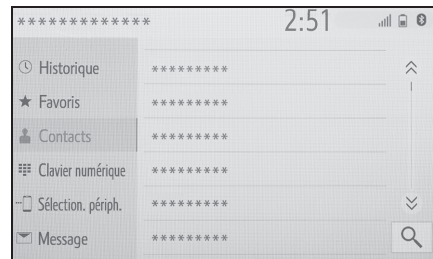 ************* 2:51
Historique *********
Favoris *********
Contacts *********
Clavier numérique *********
Sélection. périph. *********
Message *********